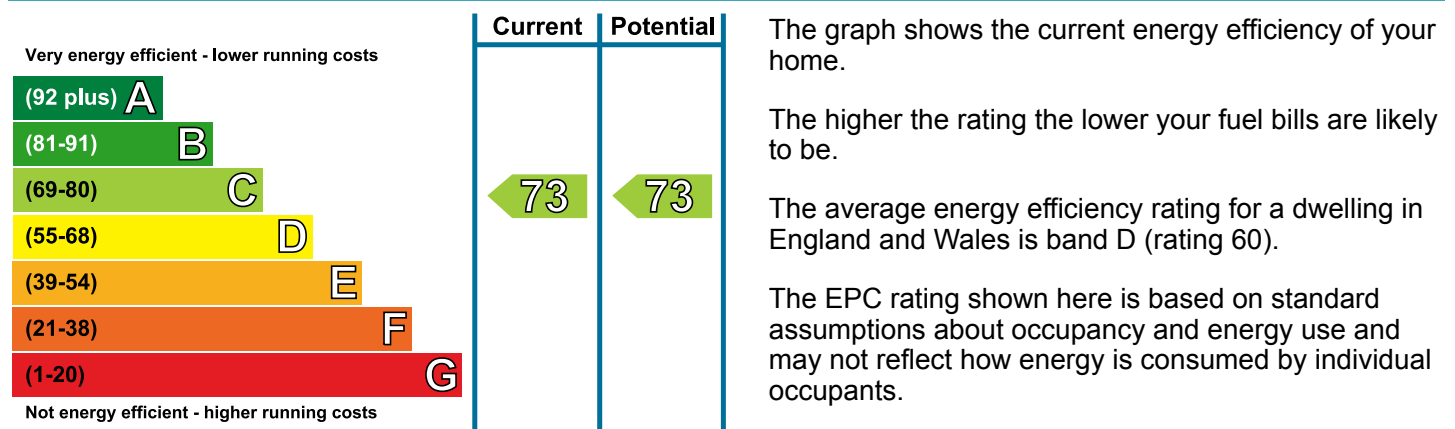 Current Potential
Very energy efficient - lower running costs
(92 plus) A
(81-91) B
(69-80) C
73 73
(55-68) D
(39-54) E
(21-38) F
(1-20) G
Not energy efficient - higher running costs
The graph shows the current energy efficiency of your
home.
The higher the rating the lower your fuel bills are likely
to be.
The average energy efficiency rating for a dwelling in
England and Wales is band D (rating 60).
The EPC rating shown here is based on standard
assumptions about occupancy and energy use and
may not reflect how energy is consumed by individual
occupants.